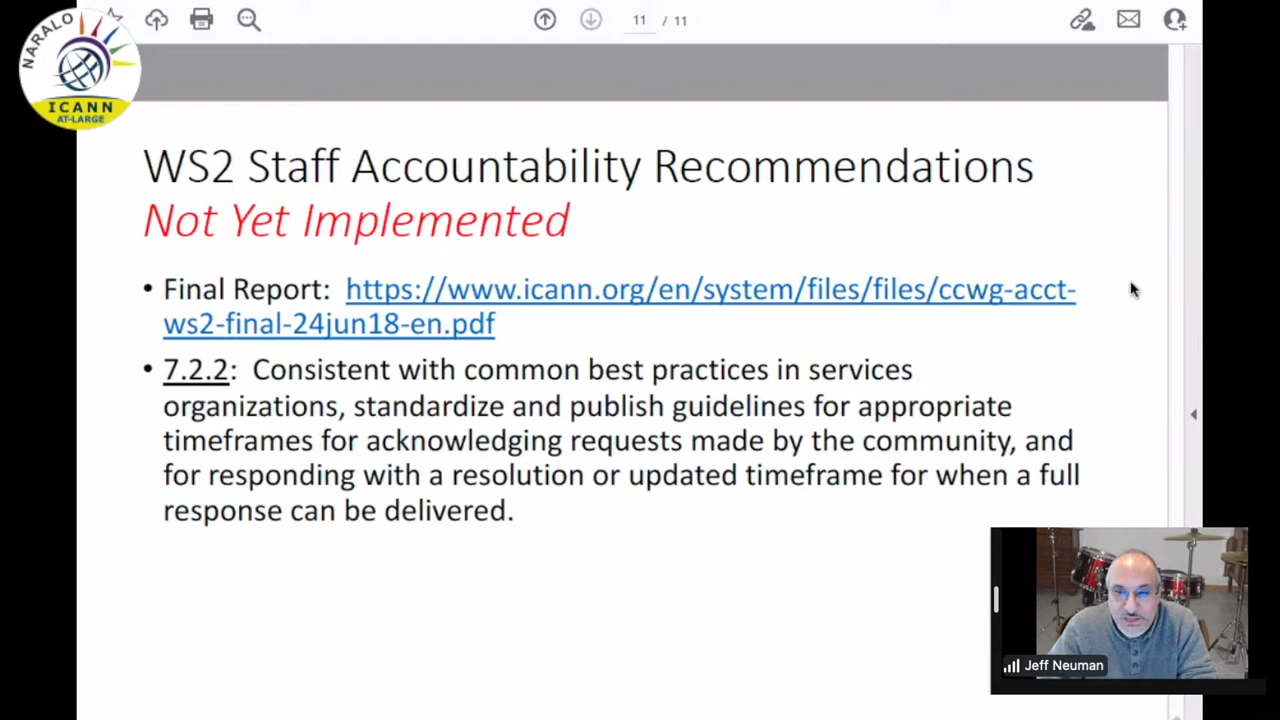 NARALO
ICANN
AT-LARGE
11 / 11
WS2 Staff Accountability Recommendations
Not Yet Implemented
• Final Report: https://www.icann.org/en/system/files/files/ccwg-acct-
ws2-final-24jun18-en.pdf
• 7.2.2: Consistent with common best practices in services
organizations, standardize and publish guidelines for appropriate
timeframes for acknowledging requests made by the community, and
for responding with a resolution or updated timeframe for when a full
response can be delivered.
Jeff Neuman